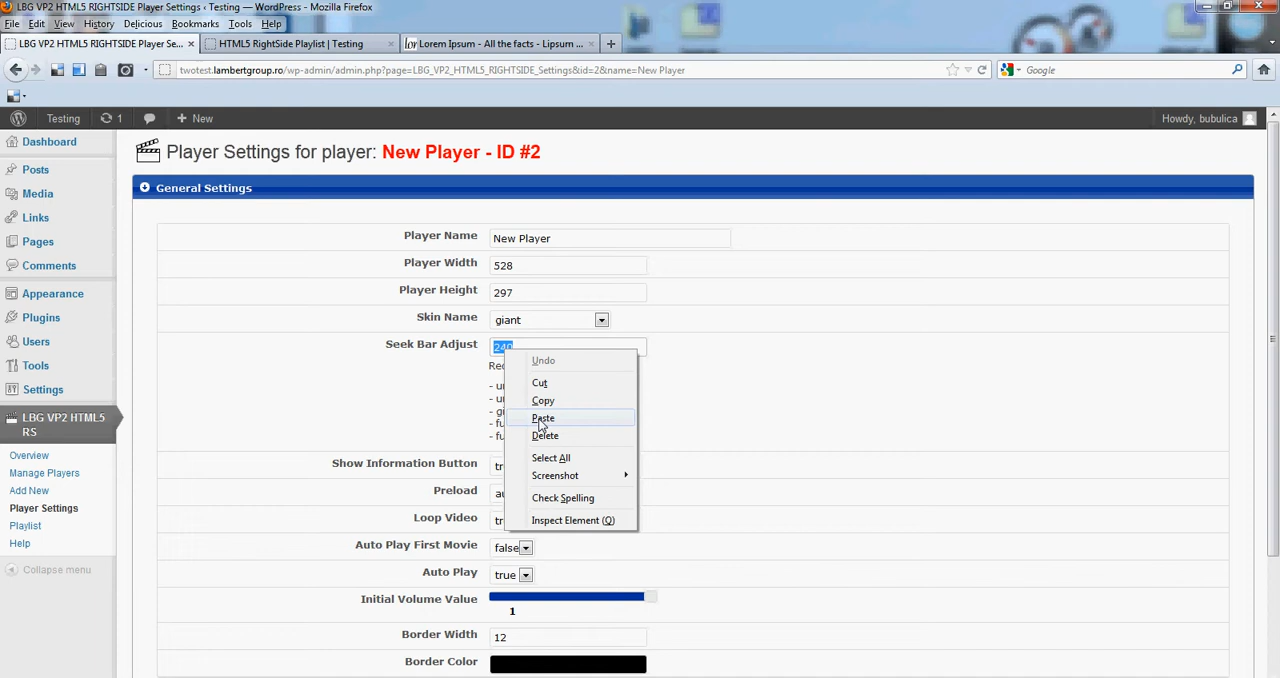 LBG VP2 HTML5 RIGHTSIDE Player Settings ‹ Testing — WordPress - Mozilla Firefox
File Edit View History Delicious Bookmarks Tools Help
LBG VP2 HTML5 RIGHTSIDE Player Se... HTML5 RightSide Playlist | Testing Lorem Ipsum - All the facts - Lipsum ...
twotest.lambertgroup.ro/wp-admin/admin.php?page=LBG_VP2_HTML5_RIGHTSIDE_Settings&id=2&name=New Player
Google
Testing 1 + New Howdy, bubulica
Dashboard
Posts
Media
Links
Pages
Comments
Appearance
Plugins
Users
Tools
Settings
LBG VP2 HTML5
RS
Overview
Manage Players
Add New
Player Settings
Playlist
Help
Collapse menu
Player Settings for player: New Player - ID #2
General Settings
Player Name New Player
Player Width 528
Player Height 297
Skin Name giant
Seek Bar Adjust 240
Undo
Cut
Copy
Paste
Delete
Select All
Screenshot
Check Spelling
Inspect Element (Q)
Show Information Button
Preload
Loop Video
Auto Play First Movie false
Auto Play true
Initial Volume Value
1
Border Width 12
Border Color